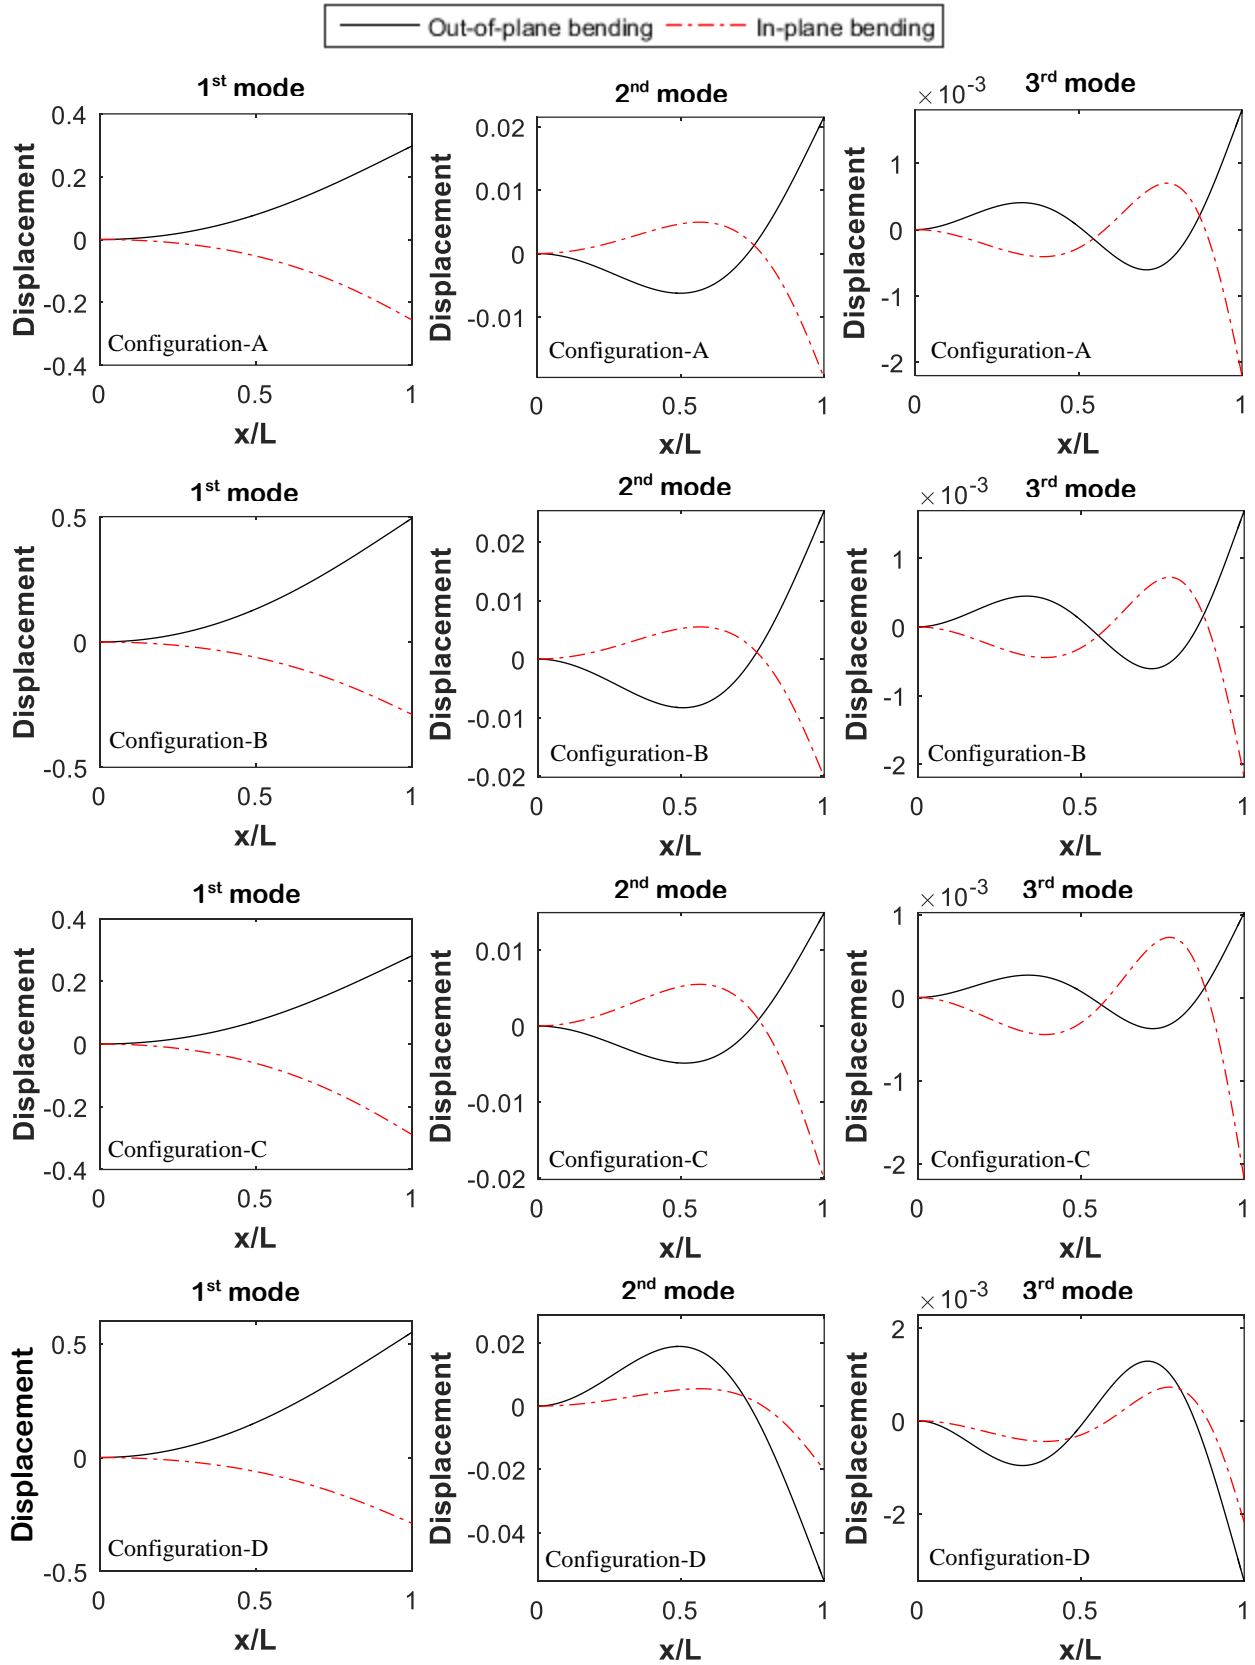 Out-of-plane bending In-plane bending
1st mode
2nd mode
3rd mode
× 10-3
0.4
0.2
0
-0.2
-0.4
Displacement
Configuration-A
0
0.5
1
x/L
0.02
0.01
0
-0.01
Displacement
Configuration-A
0
0.5
1
x/L
1
0
-1
-2
Displacement
Configuration-A
0
0.5
1
x/L
1st mode
2nd mode
3rd mode
× 10-3
0.5
0
-0.5
Displacement
Configuration-B
0
0.5
1
x/L
0.02
0.01
0
-0.01
-0.02
Displacement
Configuration-B
0
0.5
1
x/L
1
0
-1
-2
Displacement
Configuration-B
0
0.5
1
x/L
1st mode
2nd mode
3rd mode
× 10-3
0.4
0.2
0
-0.2
-0.4
Displacement
Configuration-C
0
0.5
1
x/L
0.01
0
-0.01
-0.02
Displacement
Configuration-C
0
0.5
1
x/L
1
0
-1
-2
Displacement
Configuration-C
0
0.5
1
x/L
1st mode
2nd mode
3rd mode
× 10-3
0.5
0
-0.5
Displacement
Configuration-D
0
0.5
1
x/L
0.02
0
-0.02
-0.04
Displacement
Configuration-D
0
0.5
1
x/L
2
0
-2
Displacement
Configuration-D
0
0.5
1
x/L